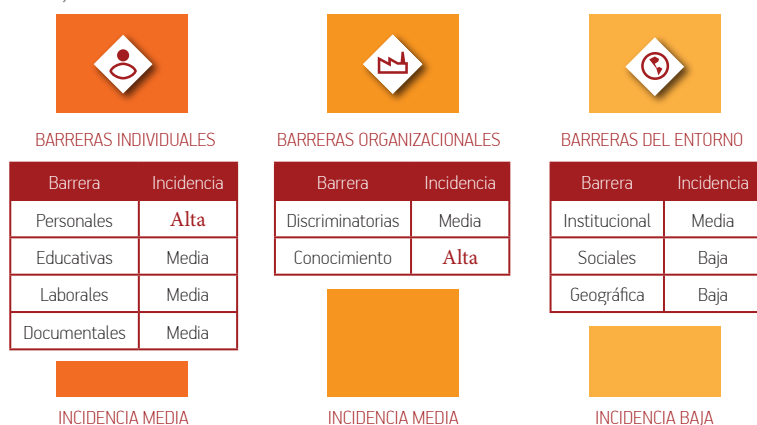 BARRERAS INDIVIDUALES
Barrera Incidencia
Personales Alta
Educativas Media
Laborales Media
Documentales Media
INCIDENCIA MEDIA
BARRERAS ORGANIZACIONALES
Barrera Incidencia
Discriminatorias Media
Conocimiento Alta
INCIDENCIA MEDIA
BARRERAS DEL ENTORNO
Barrera Incidencia
Institucional Media
Sociales Baja
Geográfica Baja
INCIDENCIA BAJA